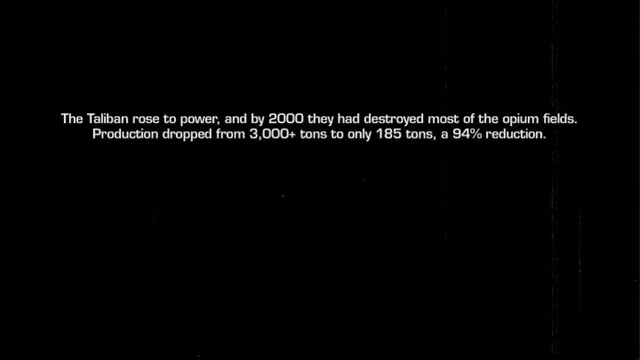 The Taliban rose to power, and by 2000 they had destroyed most of the opium fields.
Production dropped from 3,000+ tons to only 185 tons, a 94% reduction.